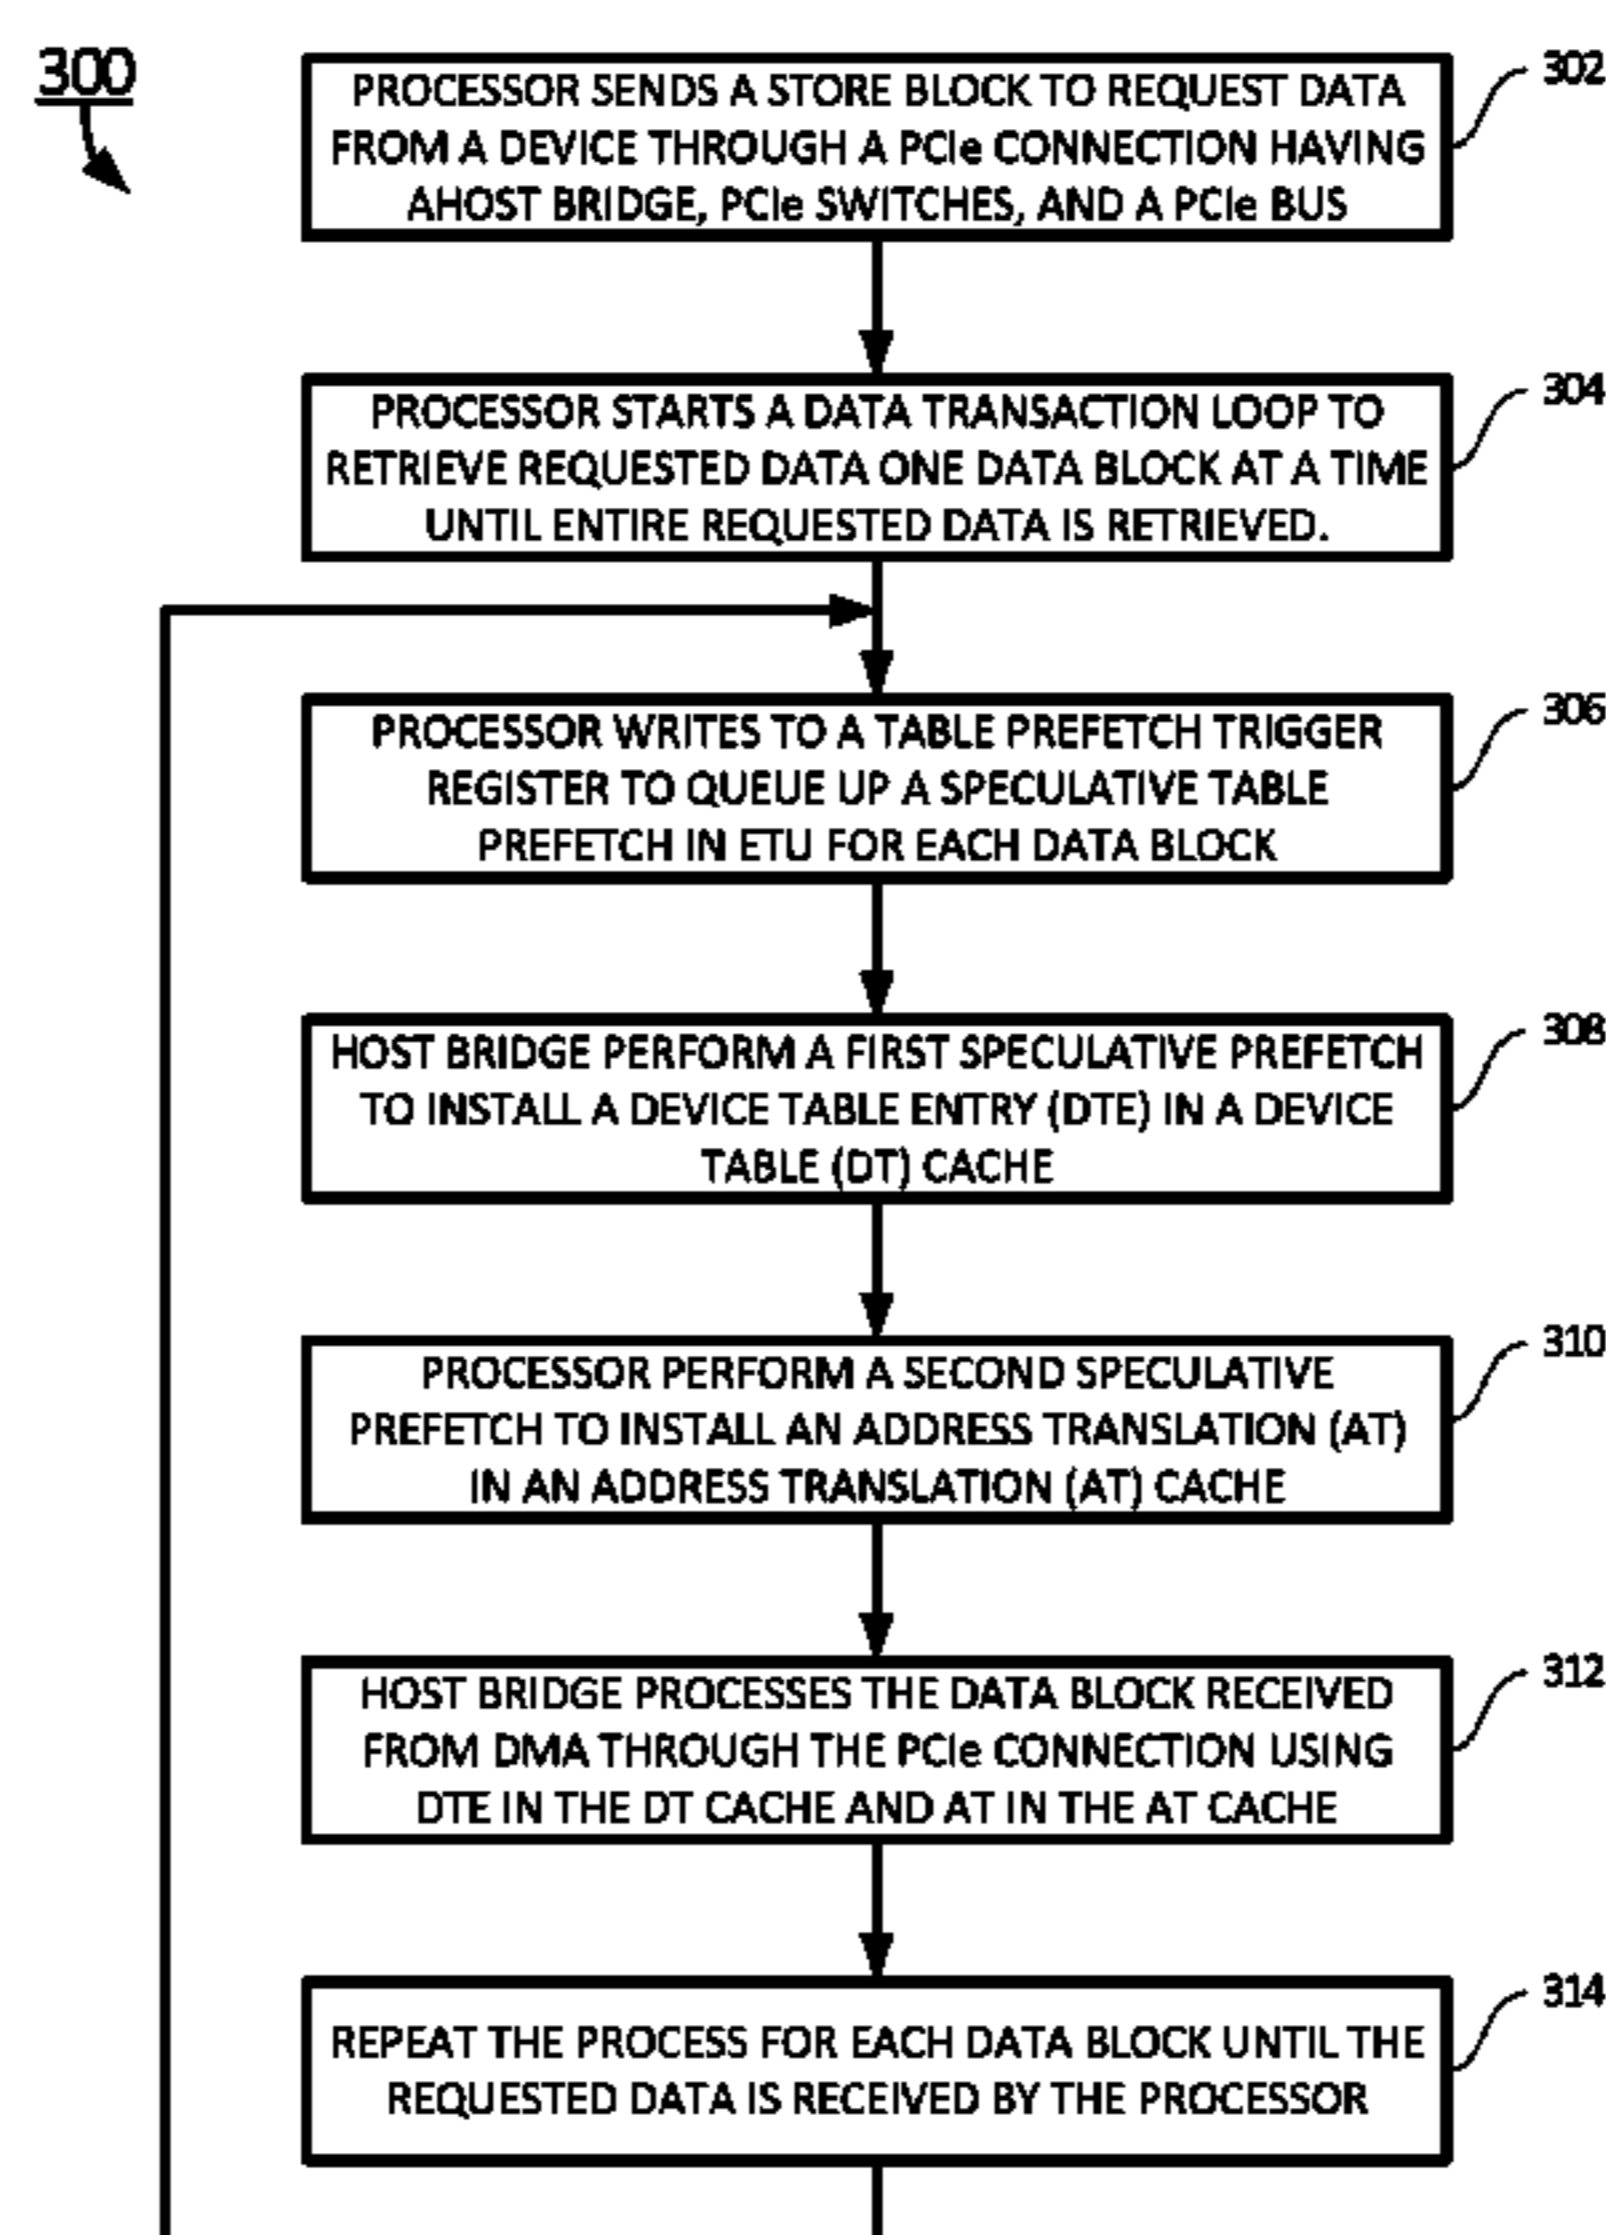 300
PROCESSOR SENDS A STORE BLOCK TO REQUEST DATA
FROM A DEVICE THROUGH A PCIe CONNECTION HAVING
AHOST BRIDGE, PCIe SWITCHES, AND A PCIe BUS
302
PROCESSOR STARTS A DATA TRANSACTION LOOP TO
RETRIEVE REQUESTED DATA ONE DATA BLOCK AT A TIME
UNTIL ENTIRE REQUESTED DATA IS RETRIEVED.
304
PROCESSOR WRITES TO A TABLE PREFETCH TRIGGER
REGISTER TO QUEUE UP A SPECULATIVE TABLE
PREFETCH IN ETU FOR EACH DATA BLOCK
306
HOST BRIDGE PERFORM A FIRST SPECULATIVE PREFETCH
TO INSTALL A DEVICE TABLE ENTRY (DTE) IN A DEVICE
TABLE (DT) CACHE
308
PROCESSOR PERFORM A SECOND SPECULATIVE
PREFETCH TO INSTALL AN ADDRESS TRANSLATION (AT)
IN AN ADDRESS TRANSLATION (AT) CACHE
310
HOST BRIDGE PROCESSES THE DATA BLOCK RECEIVED
FROM DMA THROUGH THE PCIe CONNECTION USING
DTE IN THE DT CACHE AND AT IN THE AT CACHE
312
REPEAT THE PROCESS FOR EACH DATA BLOCK UNTIL THE
REQUESTED DATA IS RECEIVED BY THE PROCESSOR
314